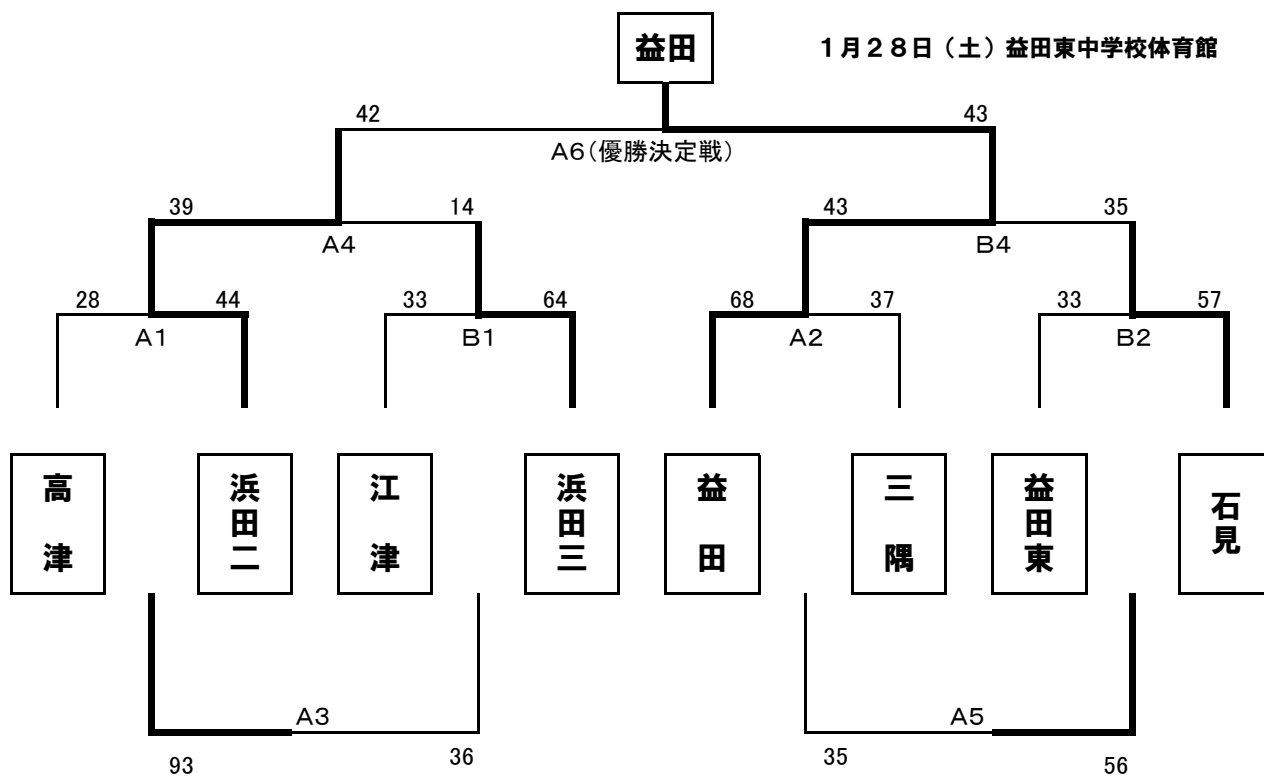 益田
1月28日（土）益田東中学校体育館
42
43
A6(優勝決定戦)
39
14
43
35
A4
B4
28
44
33
64
68
37
33
57
A1
B1
A2
B2
高津
浜田二
江津
浜田三
益田
三隅
益田東
石見
A3
A5
93
36
35
56